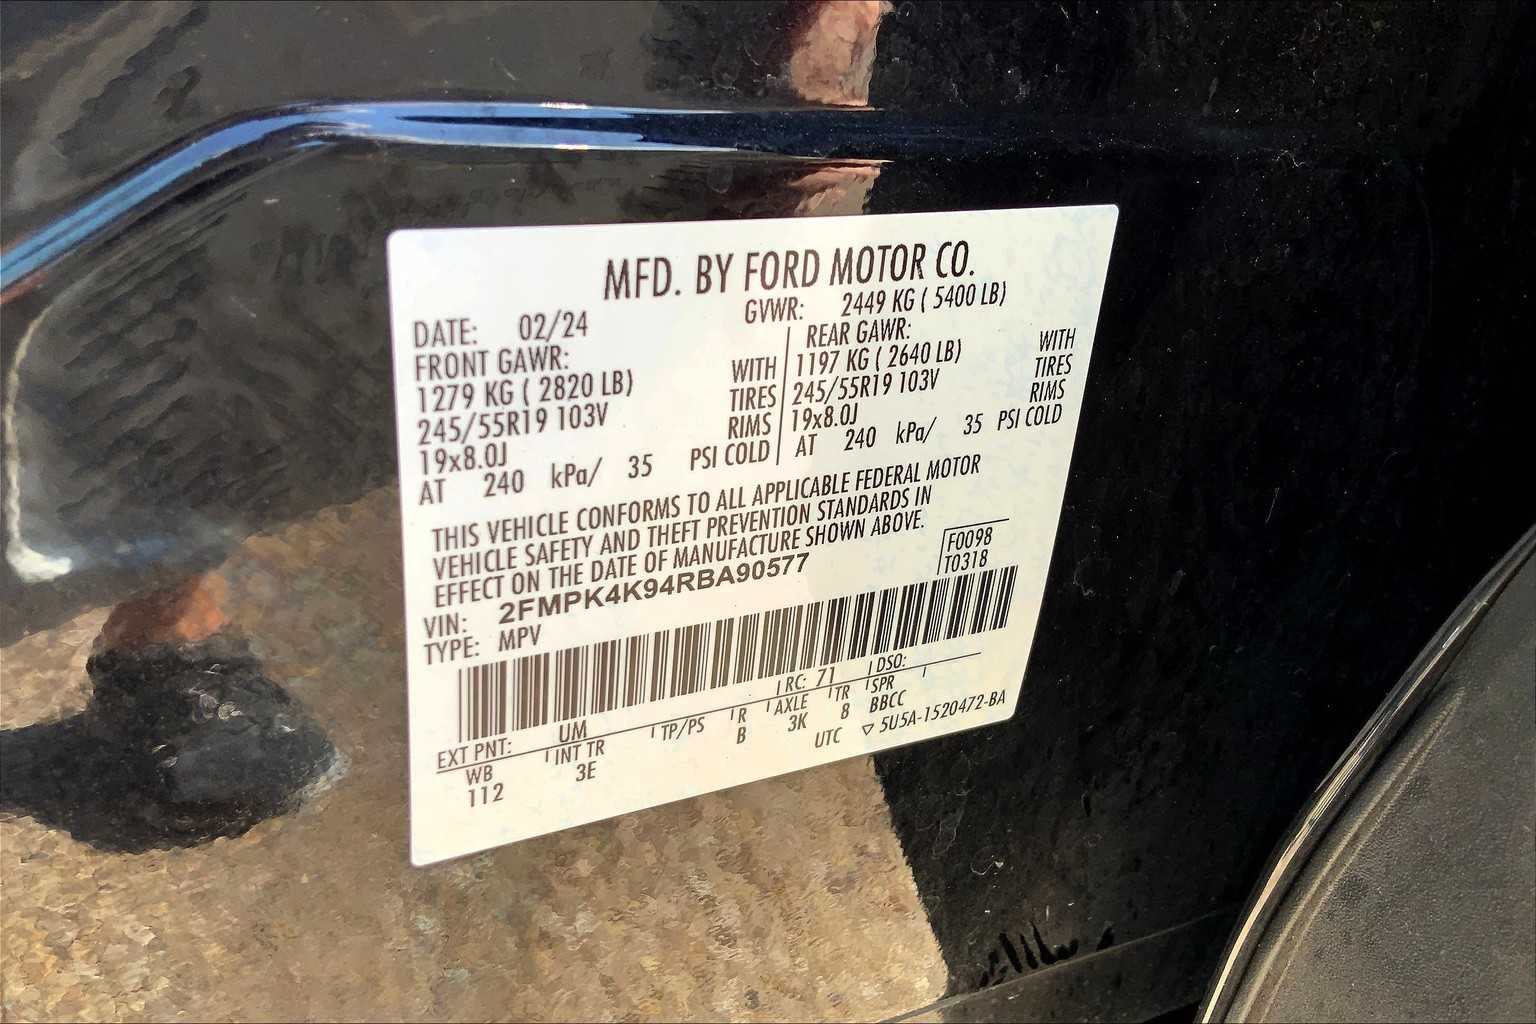 MFD. BY FORD MOTOR CO.
DATE: 02/24
GVWR: 2449 KG ( 5400 LB)
FRONT GAWR:
1279 KG ( 2820 LB) WITH
245/55R19 103V TIRES
19x8.0J RIMS
AT 240 kPa/ 35 PSI COLD
REAR GAWR:
1197 KG ( 2640 LB) WITH
245/55R19 103V TIRES
19x8.0J RIMS
AT 240 kPa/ 35 PSI COLD
THIS VEHICLE CONFORMS TO ALL APPLICABLE FEDERAL MOTOR
VEHICLE SAFETY AND THEFT PREVENTION STANDARDS IN
EFFECT ON THE DATE OF MANUFACTURE SHOWN ABOVE.
F0098
T0318
VIN: 2FMPK4K94RBA90577
TYPE: MPV
EXT PNT: UM RC: 71 DSO:
WB INT TR TP/PS R AXLE TR SPR
112 3E B 3K 8 BBCC
UTC ▽ 5U5A-1520472-BA